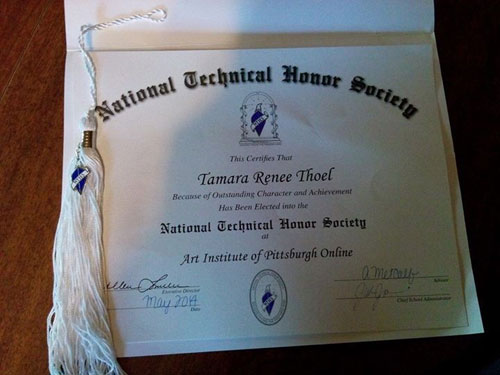 National Technical Honor Society
This Certifies That
Tamara Renee Thoel
Because of Outstanding Character and Achievement
Has Been Elected into the
National Technical Honor Society
at
Art Institute of Pittsburgh Online
Executive Director
May 2014
Date
Advisor
Chief School Administrator